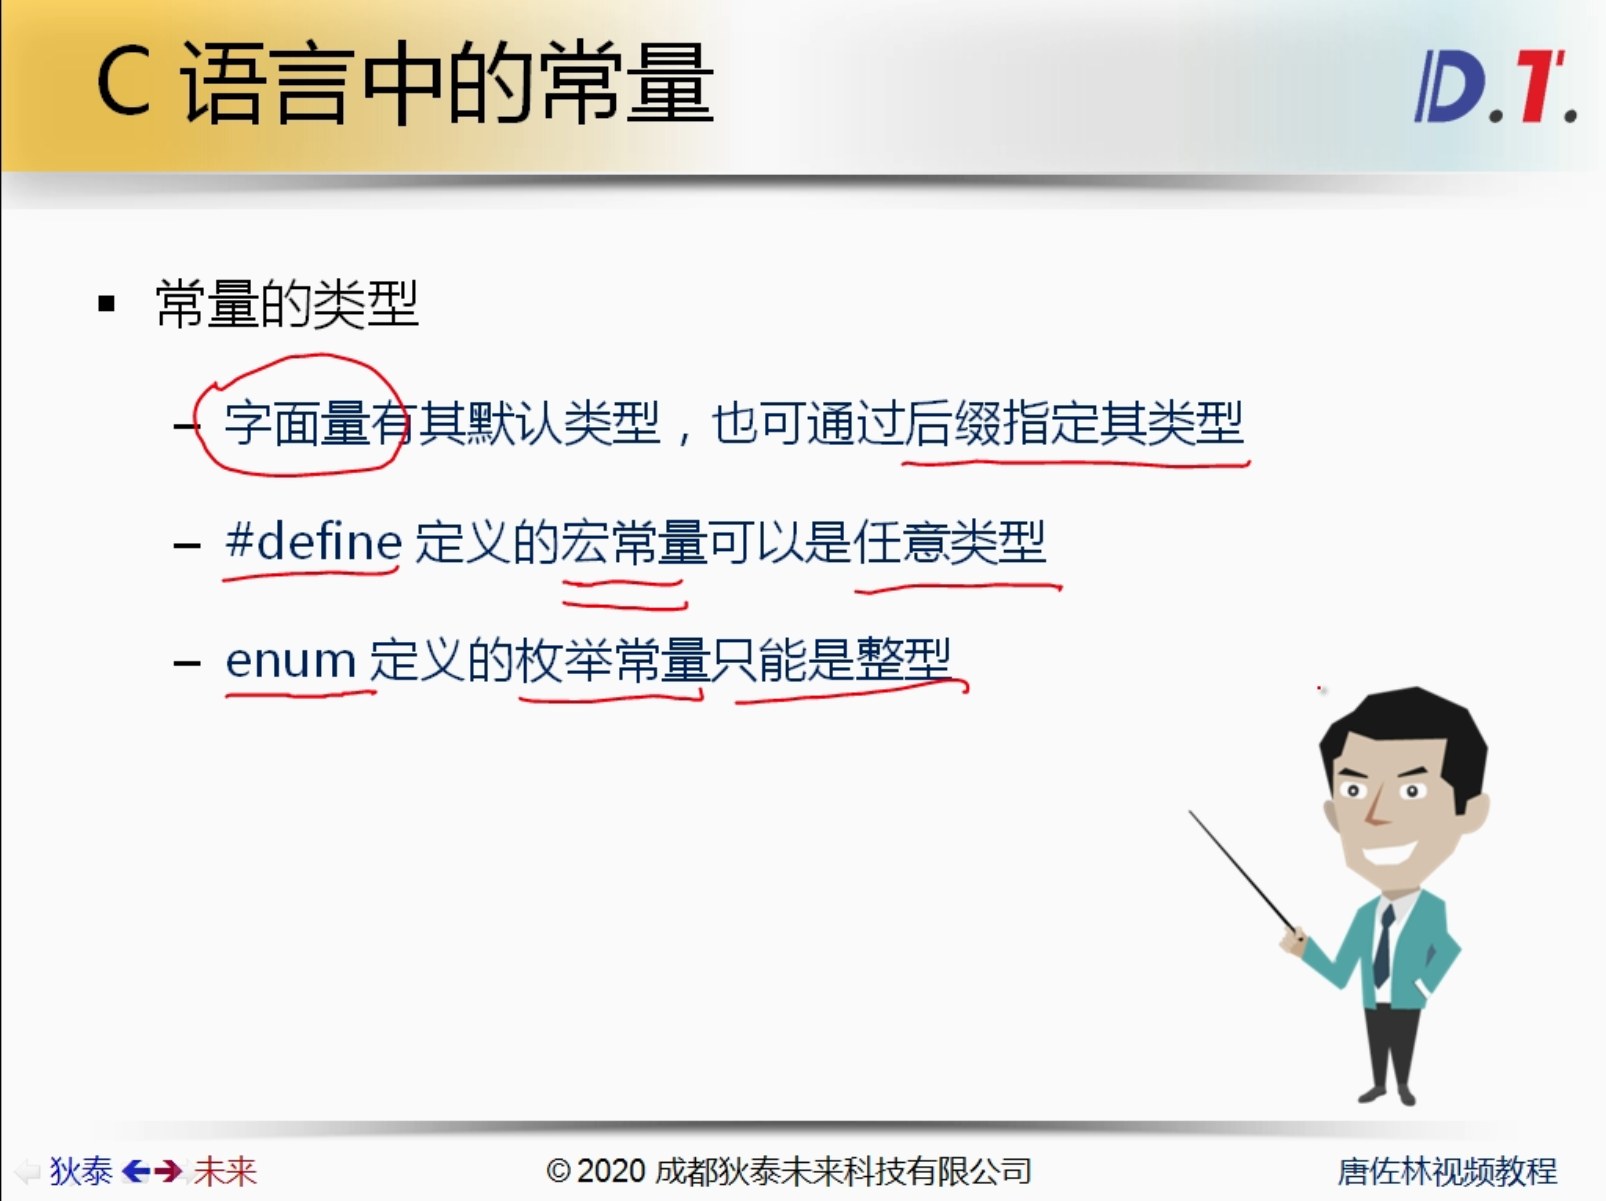 C 语言中的常量
D.T.
常量的类型
– 字面量有其默认类型，也可通过后缀指定其类型
– #define 定义的宏常量可以是任意类型
– enum 定义的枚举常量只能是整型
狄泰 未来
© 2020 成都狄泰未来科技有限公司
唐佐林视频教程